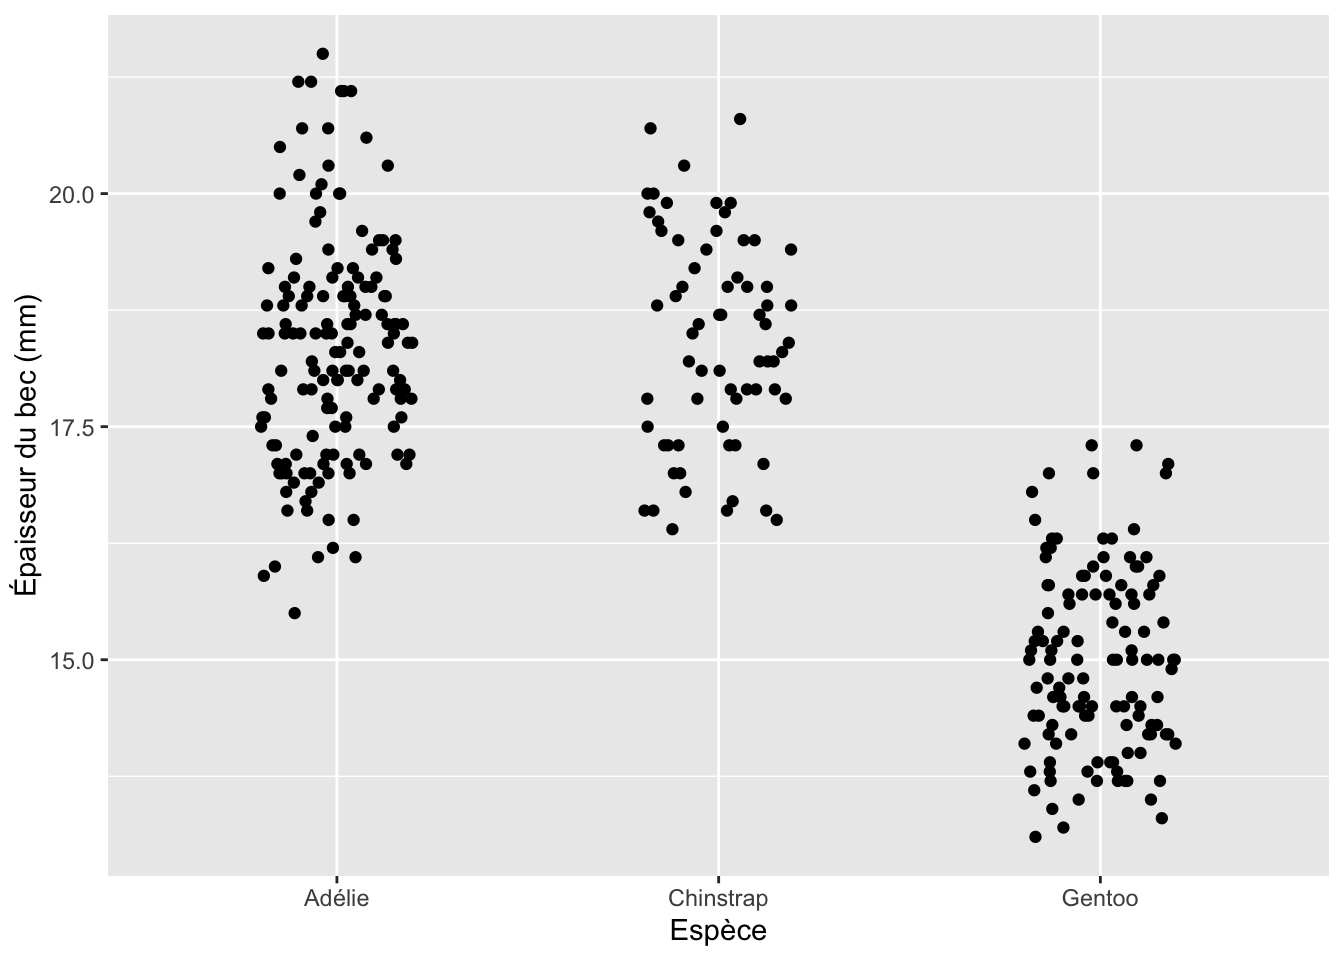 Épaisseur du bec (mm)
20.0
17.5
15.0
Adélie
Chinstrap
Gentoo
Espèce